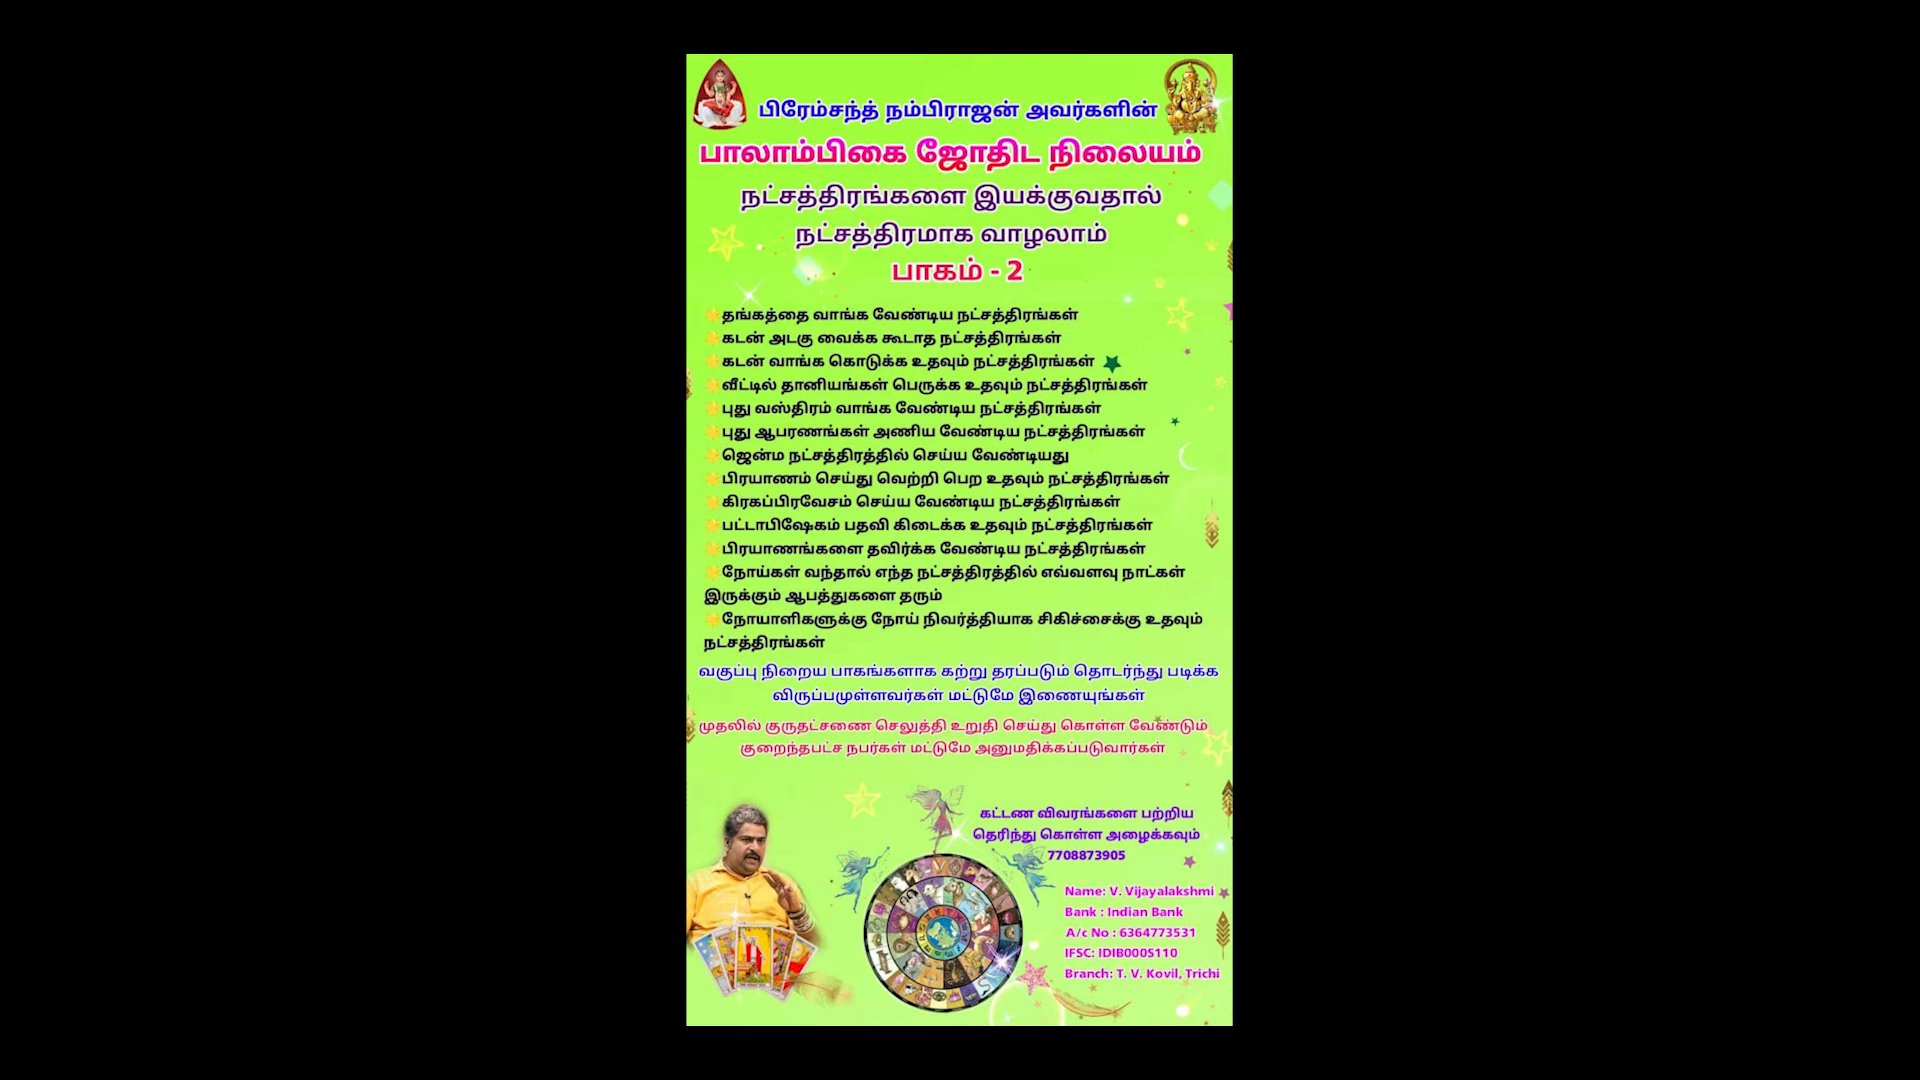 பிரேம்சந்த் நம்பிராஜன் அவர்களின்
பாலாம்பிகை ஜோதிட நிலையம்
நட்சத்திரங்களை இயக்குவதால்
நட்சத்திரமாக வாழலாம்
பாகம் - 2
தங்கத்தை வாங்க வேண்டிய நட்சத்திரங்கள்
கடன் அடகு வைக்க கூடாத நட்சத்திரங்கள்
கடன் வாங்க கொடுக்க உதவும் நட்சத்திரங்கள்
வீட்டில் தானியங்கள் பெருக்க உதவும் நட்சத்திரங்கள்
புது வஸ்திரம் வாங்க வேண்டிய நட்சத்திரங்கள்
புது ஆபரணங்கள் அணிய வேண்டிய நட்சத்திரங்கள்
ஜென்ம நட்சத்திரத்தில் செய்ய வேண்டியது
பிரயாணம் செய்து வெற்றி பெற உதவும் நட்சத்திரங்கள்
கிரகப்பிரவேசம் செய்ய வேண்டிய நட்சத்திரங்கள்
பட்டாபிஷேகம் பதவி கிடைக்க உதவும் நட்சத்திரங்கள்
பிரயாணங்களை தவிர்க்க வேண்டிய நட்சத்திரங்கள்
நோய்கள் வந்தால் எந்த நட்சத்திரத்தில் எவ்வளவு நாட்கள்
இருக்கும் ஆபத்துகளை தரும்
நோயாளிகளுக்கு நோய் நிவர்த்தியாக சிகிச்சைக்கு உதவும்
நட்சத்திரங்கள்
வகுப்பு நிறைய பாகங்களாக கற்று தரப்படும் தொடர்ந்து படிக்க
விருப்பமுள்ளவர்கள் மட்டுமே இணையுங்கள்
முதலில் குருதட்சணை செலுத்தி உறுதி செய்து கொள்ள வேண்டும்
குறைந்தபட்ச நபர்கள் மட்டுமே அனுமதிக்கப்படுவார்கள்
கட்டண விவரங்களை பற்றிய
தெரிந்து கொள்ள அழைக்கவும்
7708873905
Name: V. Vijayalakshmi
Bank : Indian Bank
A/c No : 6364773531
IFSC: IDIB000S110
Branch: T. V. Kovil, Trichi